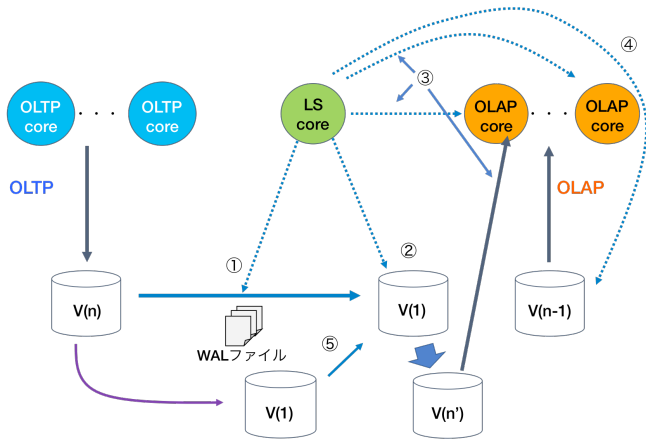 ④
③
OLTP
core
. . .
OLTP
core
LS
core
OLAP
core
. . .
OLAP
core
OLTP
OLAP
①
②
V(n)
V(1)
V(n-1)
WALファイル
⑤
V(1)
V(n’)